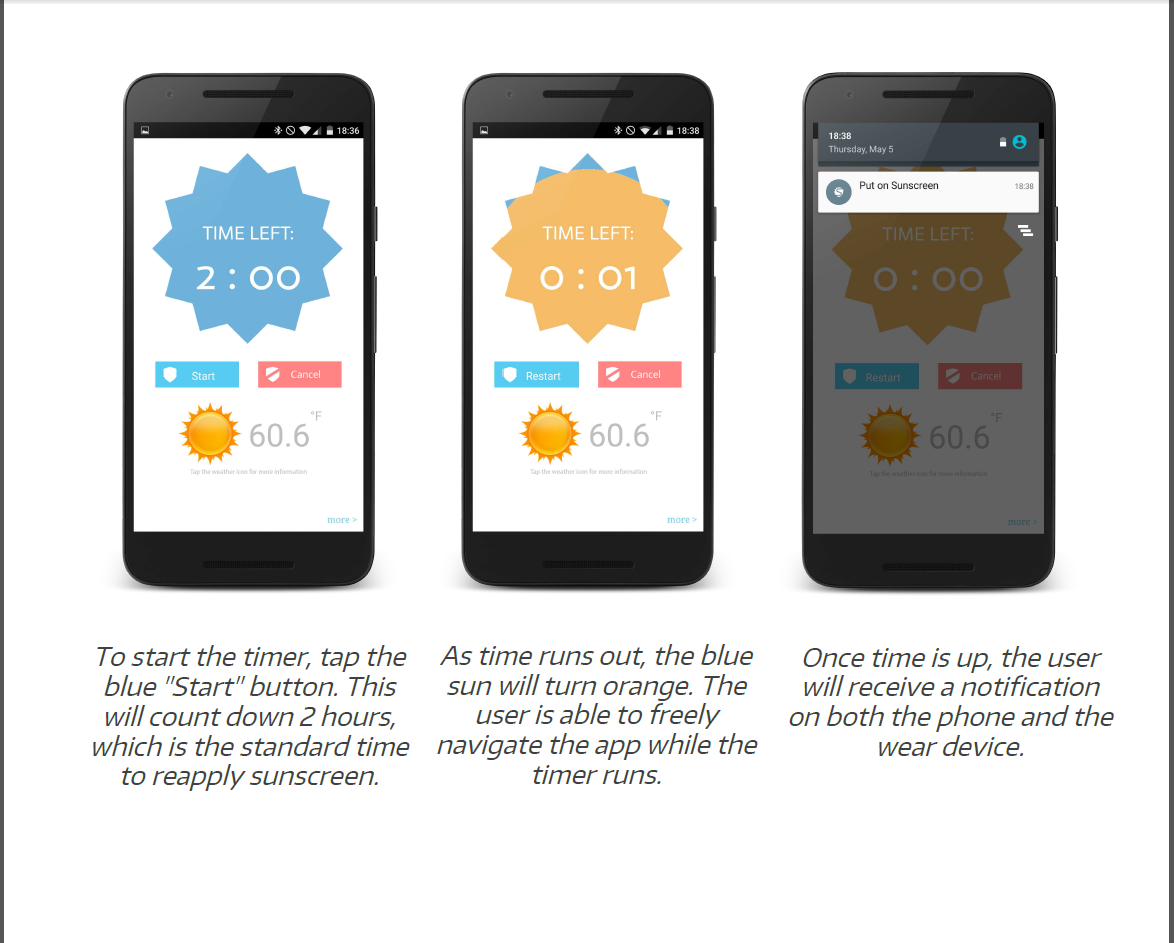 18:36
TIME LEFT:
2 : 00
Start
Cancel
60.6 °F
Tap the weather icon for more information
more >
To start the timer, tap the
blue "Start" button. This
will count down 2 hours,
which is the standard time
to reapply sunscreen.
18:38
TIME LEFT:
0 : 01
Restart
Cancel
60.6 °F
Tap the weather icon for more information
more >
As time runs out, the blue
sun will turn orange. The
user is able to freely
navigate the app while the
timer runs.
18:38
Thursday, May 5
Put on Sunscreen 18:38
TIME LEFT:
0 : 00
Restart
Cancel
60.6 °F
Tap the weather icon for more information
more >
Once time is up, the user
will receive a notification
on both the phone and the
wear device.